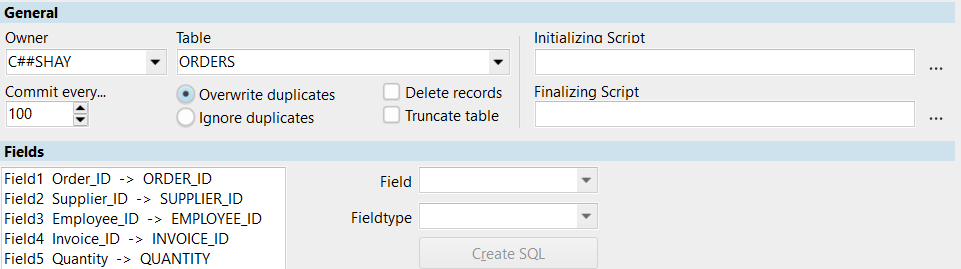 General
Owner
Table
Initializing Script
C##SHAY
ORDERS
...
Commit every...
Overwrite duplicates
Delete records
Finalizing Script
100
Ignore duplicates
Truncate table
...
Fields
Field1 Order_ID -> ORDER_ID
Field2 Supplier_ID -> SUPPLIER_ID
Field3 Employee_ID -> EMPLOYEE_ID
Field4 Invoice_ID -> INVOICE_ID
Field5 Quantity -> QUANTITY
Field
Fieldtype
Create SQL